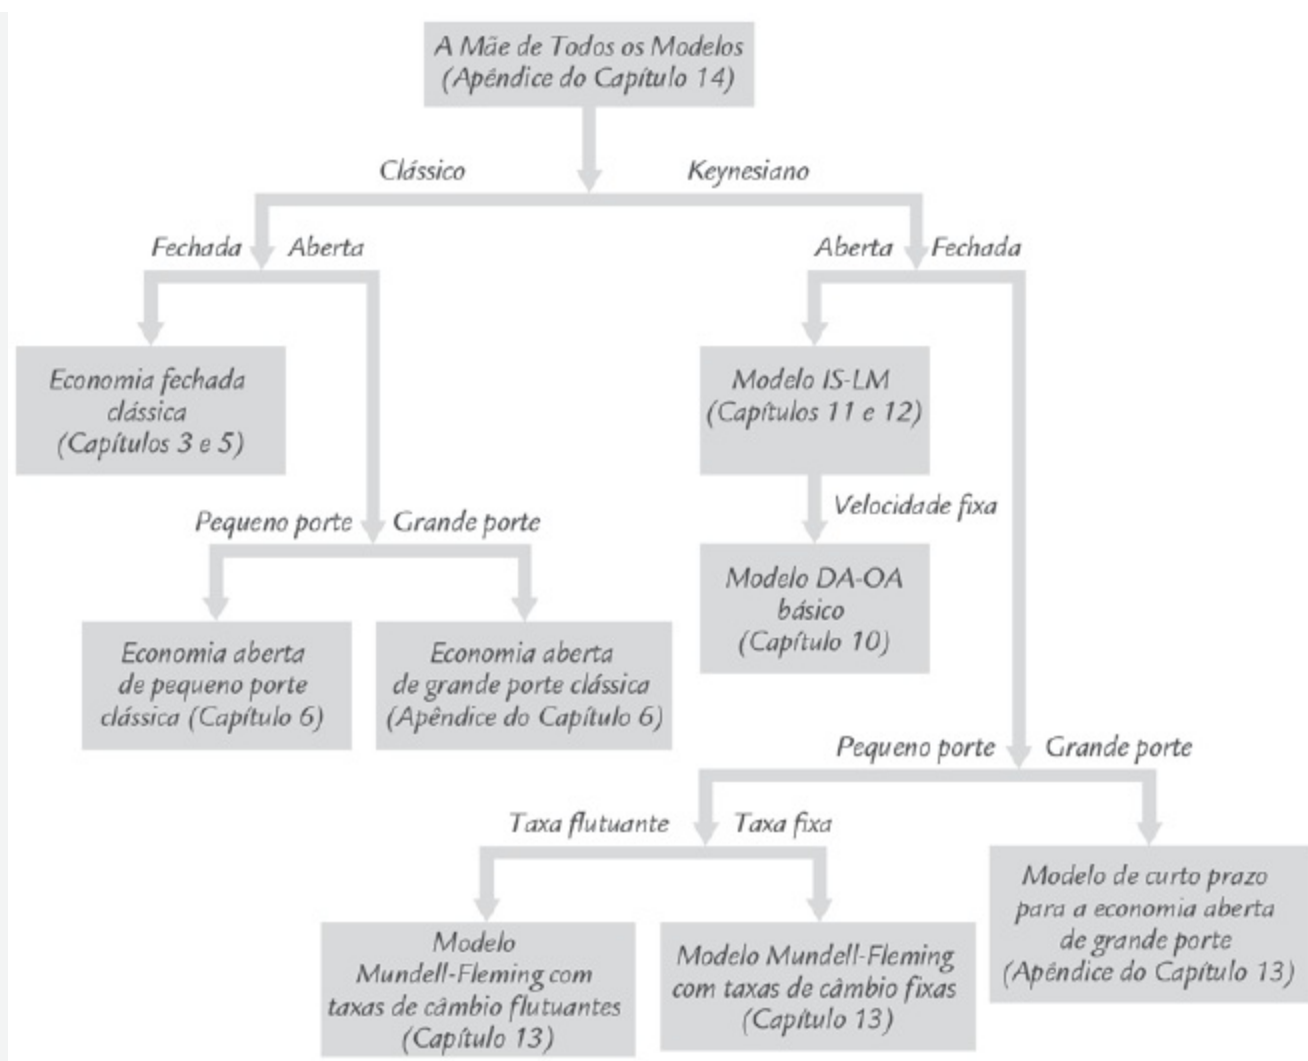 A Mãe de Todos os Modelos
(Apêndice do Capítulo 14)
Clássico
Keynesiano
Fechada
Aberta
Aberta
Fechada
Economia fechada
clássica
(Capítulos 3 e 5)
Modelo IS-LM
(Capítulos 11 e 12)
Velocidade fixa
Pequeno porte
Grande porte
Modelo DA-OA
básico
(Capítulo 10)
Economia aberta
de pequeno porte
clássica (Capítulo 6)
Economia aberta
de grande porte clássica
(Apêndice do Capítulo 6)
Pequeno porte
Grande porte
Taxa flutuante
Taxa fixa
Modelo
Mundell-Fleming com
taxas de câmbio flutuantes
(Capítulo 13)
Modelo Mundell-Fleming
com taxas de câmbio fixas
(Capítulo 13)
Modelo de curto prazo
para a economia aberta
de grande porte
(Apêndice do Capítulo 13)